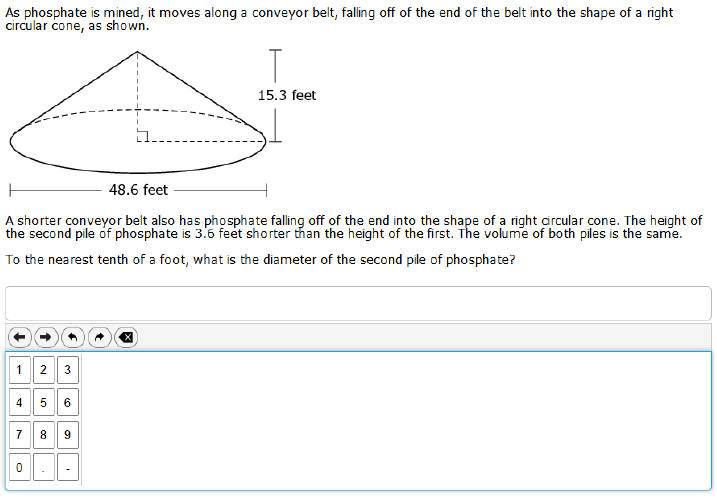 As phosphate is mined, it moves along a conveyor belt, falling off of the end of the belt into the shape of a right
circular cone, as shown.
15.3 feet
48.6 feet
A shorter conveyor belt also has phosphate falling off of the end into the shape of a right circular cone. The height of
the second pile of phosphate is 3.6 feet shorter than the height of the first. The volume of both piles is the same.
To the nearest tenth of a foot, what is the diameter of the second pile of phosphate?
1 2 3
4 5 6
7 8 9
0 . -